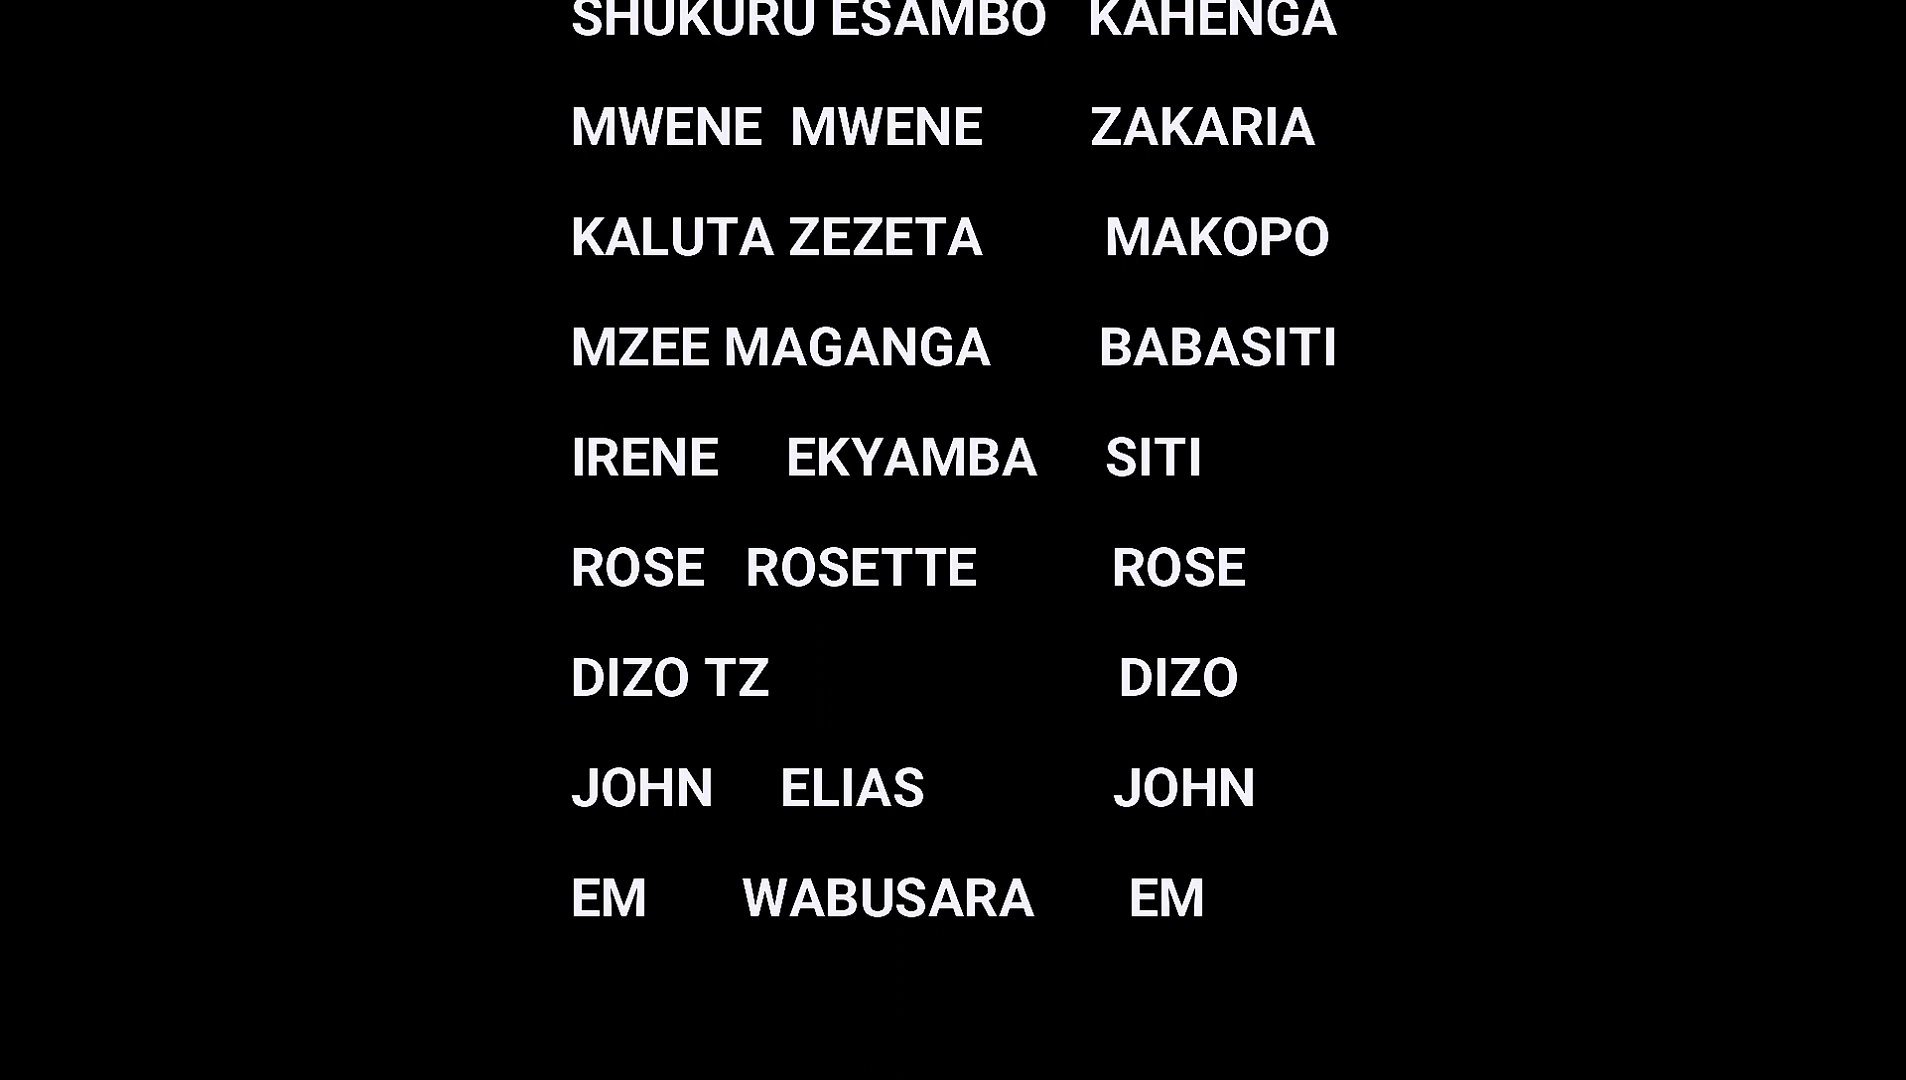 SHUKURU ESAMBO KAHENGA
MWENE MWENE ZAKARIA
KALUTA ZEZETA MAKOPO
MZEE MAGANGA BABASITI
IRENE EKYAMBA SITI
ROSE ROSETTE ROSE
DIZO TZ DIZO
JOHN ELIAS JOHN
EM WABUSARA EM